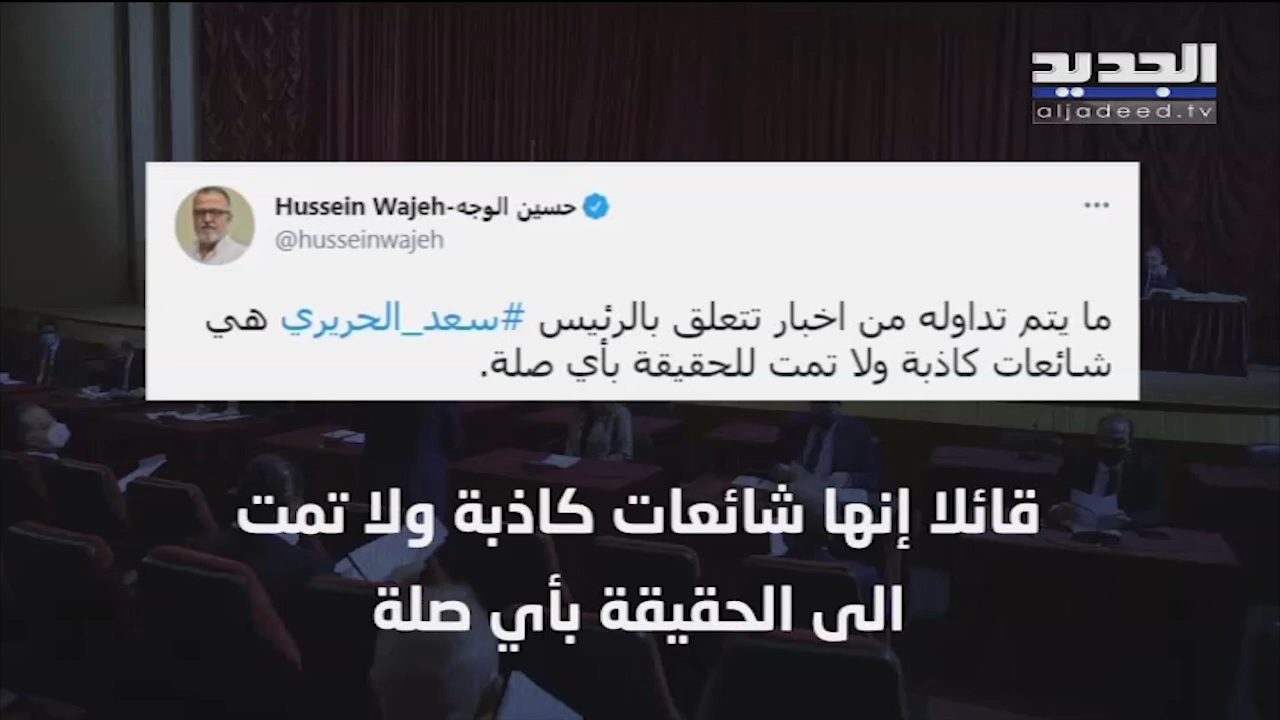 الجديد
aljadeed.tv
Hussein Wajeh-حسين الوجه
@husseinwajeh
ما يتم تداوله من اخبار تتعلق بالرئيس #سعد_الحريري هي
شائعات كاذبة ولا تمت للحقيقة بأي صلة.
قائلا إنها شائعات كاذبة ولا تمت
الى الحقيقة بأي صلة